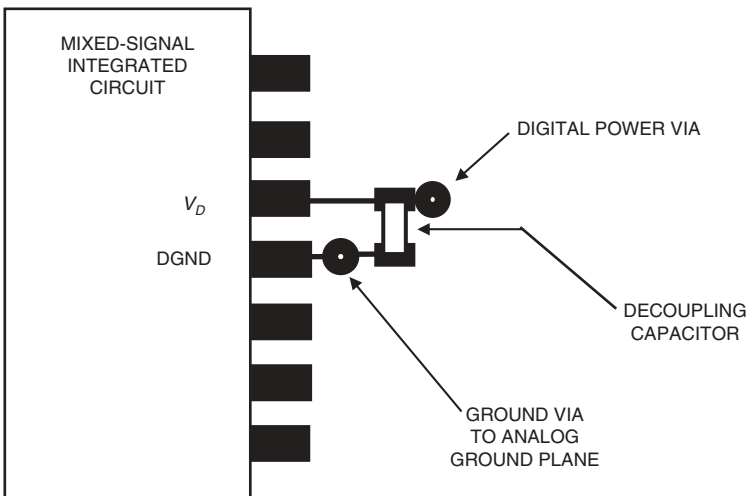 MIXED-SIGNAL
INTEGRATED
CIRCUIT
DIGITAL POWER VIA
V_D
DGND
DECOUPLING
CAPACITOR
GROUND VIA
TO ANALOG
GROUND PLANE